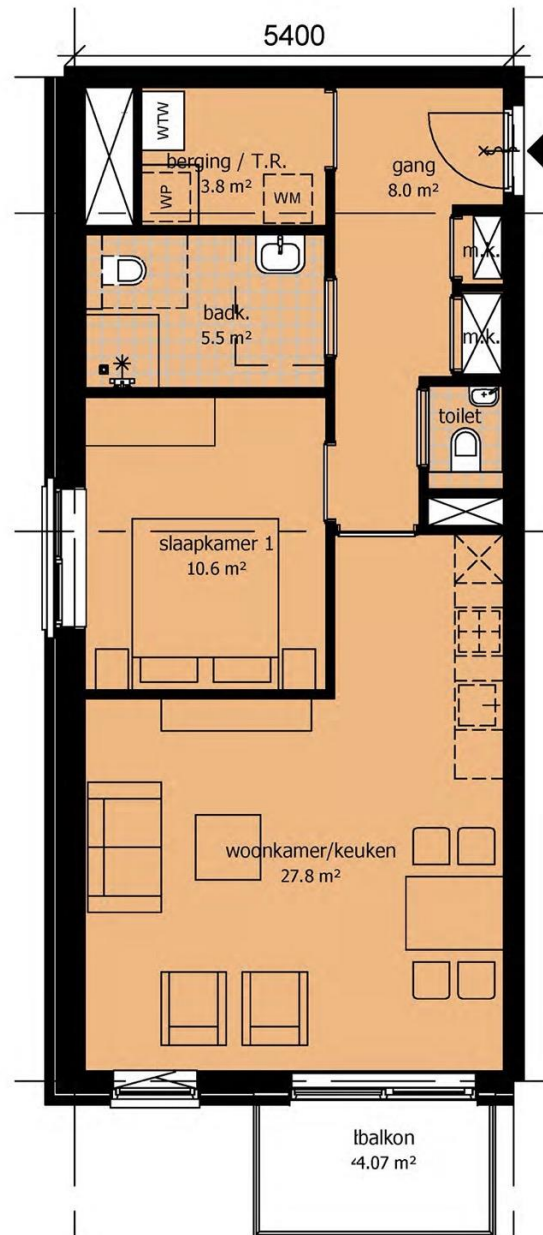 5400
WTW
berging / T.R.
3.8 m²
WP
WM
gang
8.0 m²
m.k.
badk.
5.5 m²
m.k.
toilet
slaapkamer 1
10.6 m²
woonkamer/keuken
27.8 m²
balkon
4.07 m²